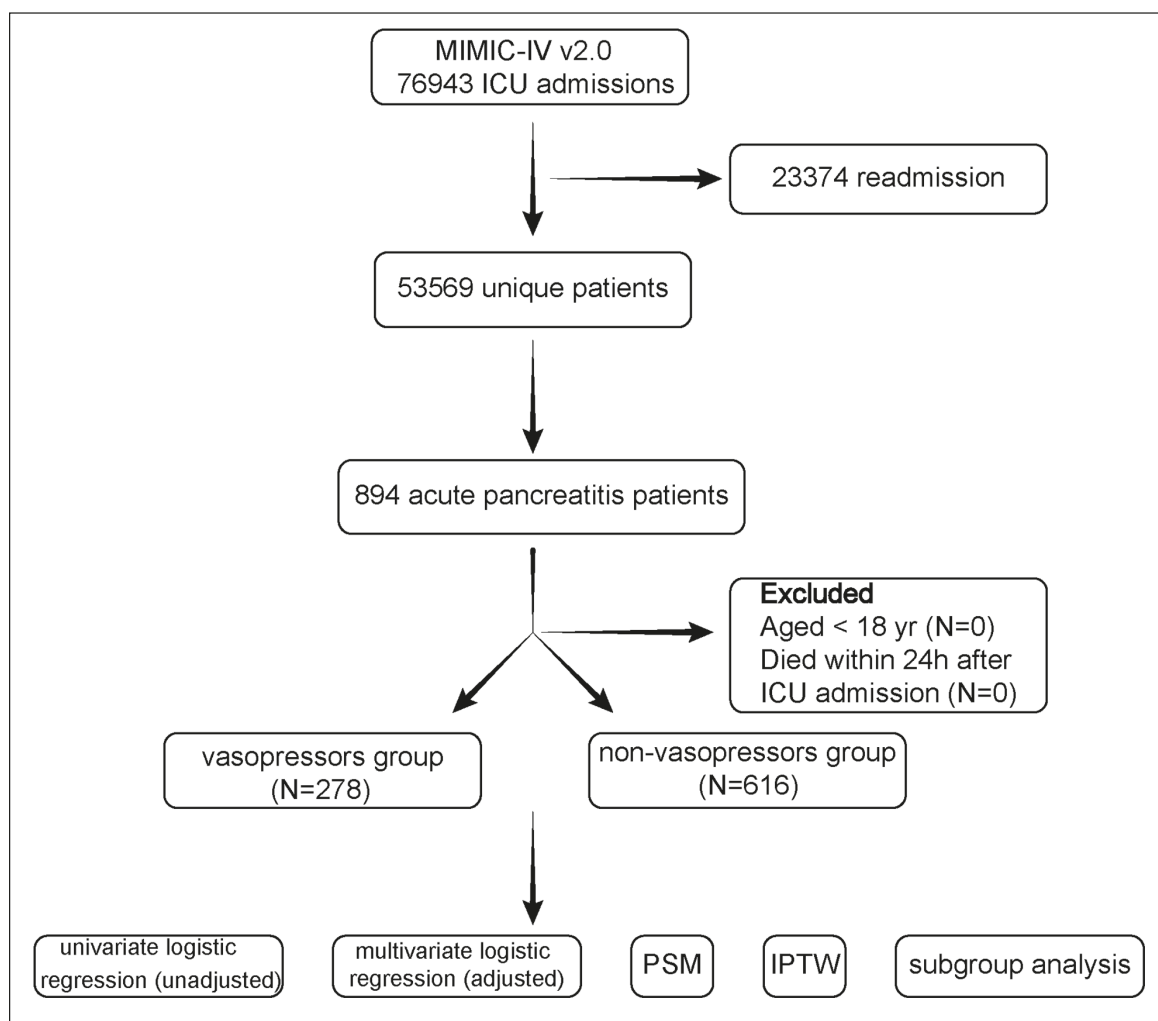 MIMIC-IV v2.0
76943 ICU admissions
23374 readmission
53569 unique patients
894 acute pancreatitis patients
Excluded
Aged < 18 yr (N=0)
Died within 24h after
ICU admission (N=0)
vasopressors group
(N=278)
non-vasopressors group
(N=616)
univariate logistic
regression (unadjusted)
multivariate logistic
regression (adjusted)
PSM
IPTW
subgroup analysis